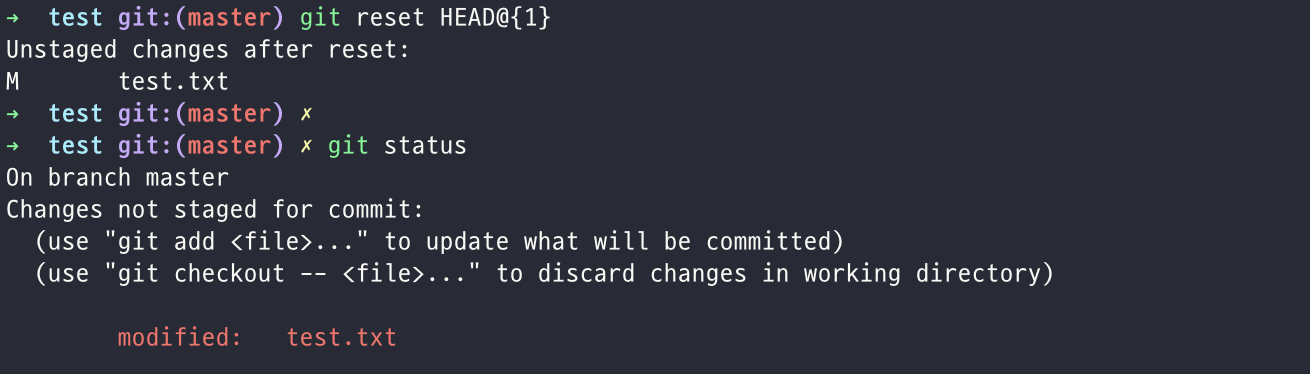 →  test git:(master) git reset HEAD@{1}
Unstaged changes after reset:
M       test.txt
→  test git:(master) ✗
→  test git:(master) ✗ git status
On branch master
Changes not staged for commit:
  (use "git add <file>..." to update what will be committed)
  (use "git checkout -- <file>..." to discard changes in working directory)
        modified:   test.txt